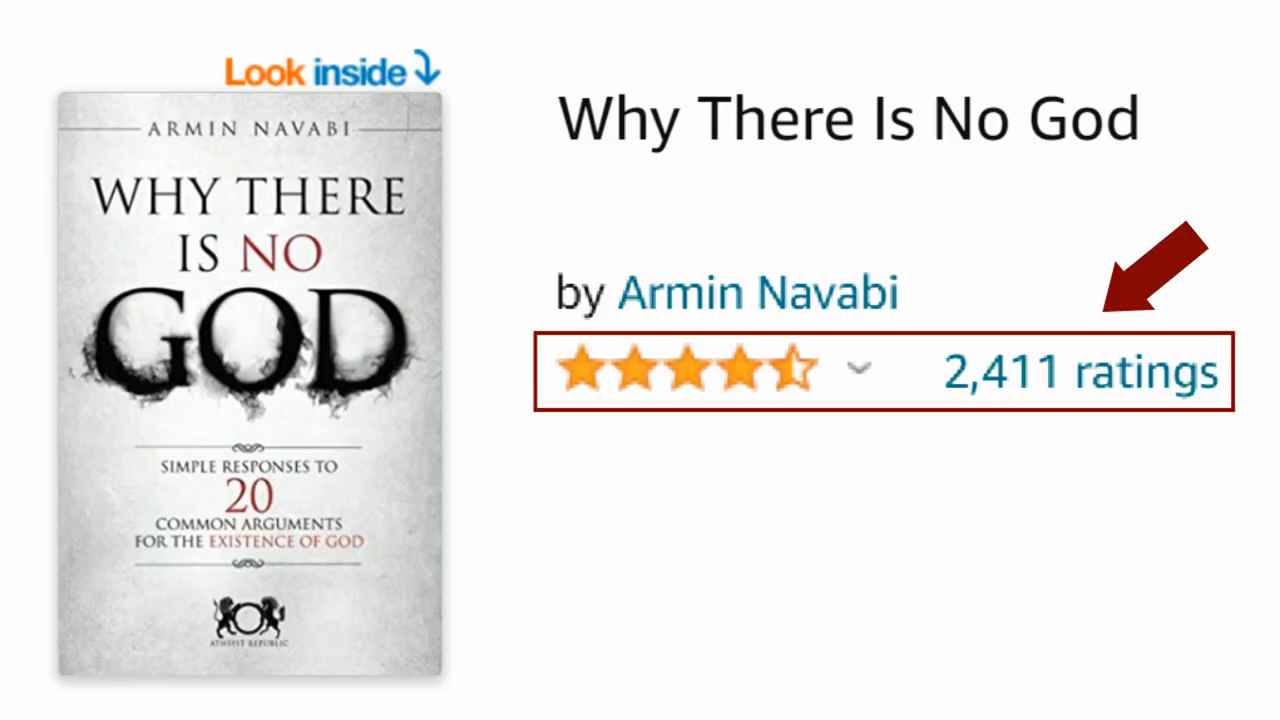 Look inside
ARMIN NAVABI
WHY THERE
IS NO
GOD
SIMPLE RESPONSES TO
20
COMMON ARGUMENTS
FOR THE EXISTENCE OF GOD
ATHEIST REPUBLIC
Why There Is No God
by Armin Navabi
2,411 ratings